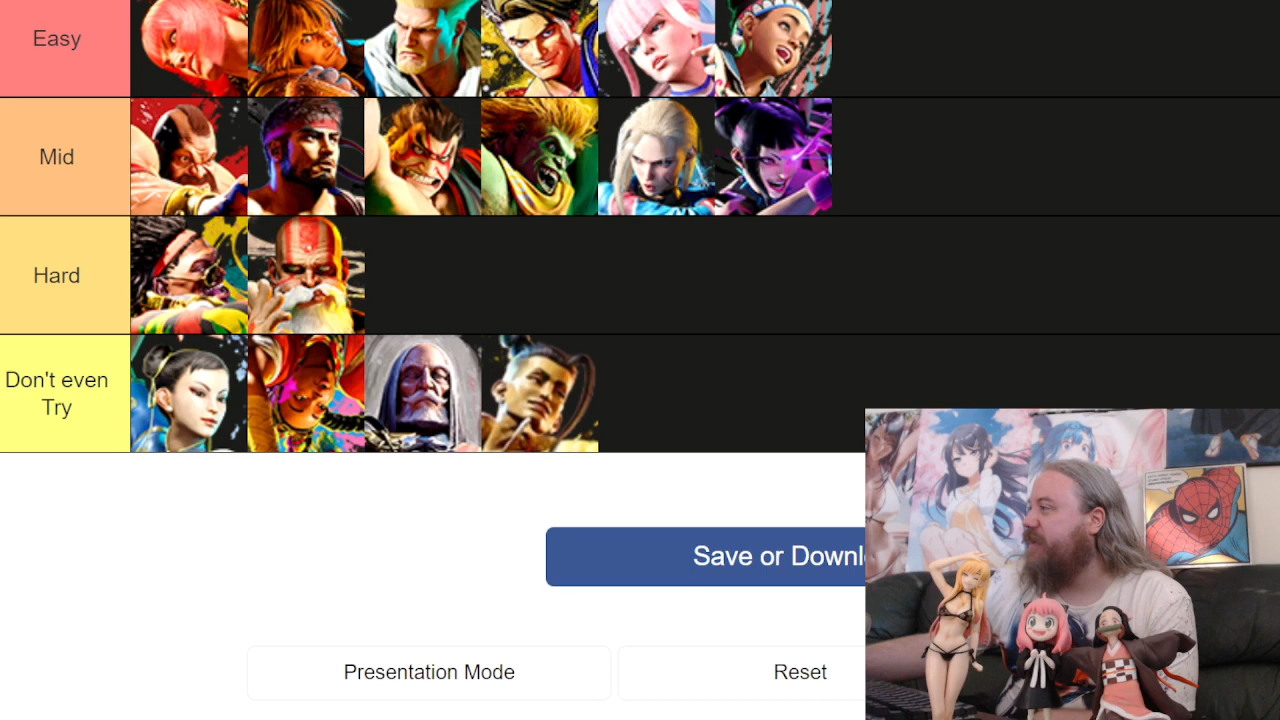 Easy
Mid
Hard
Don't even
Try
Save or Downl
Presentation Mode
Reset